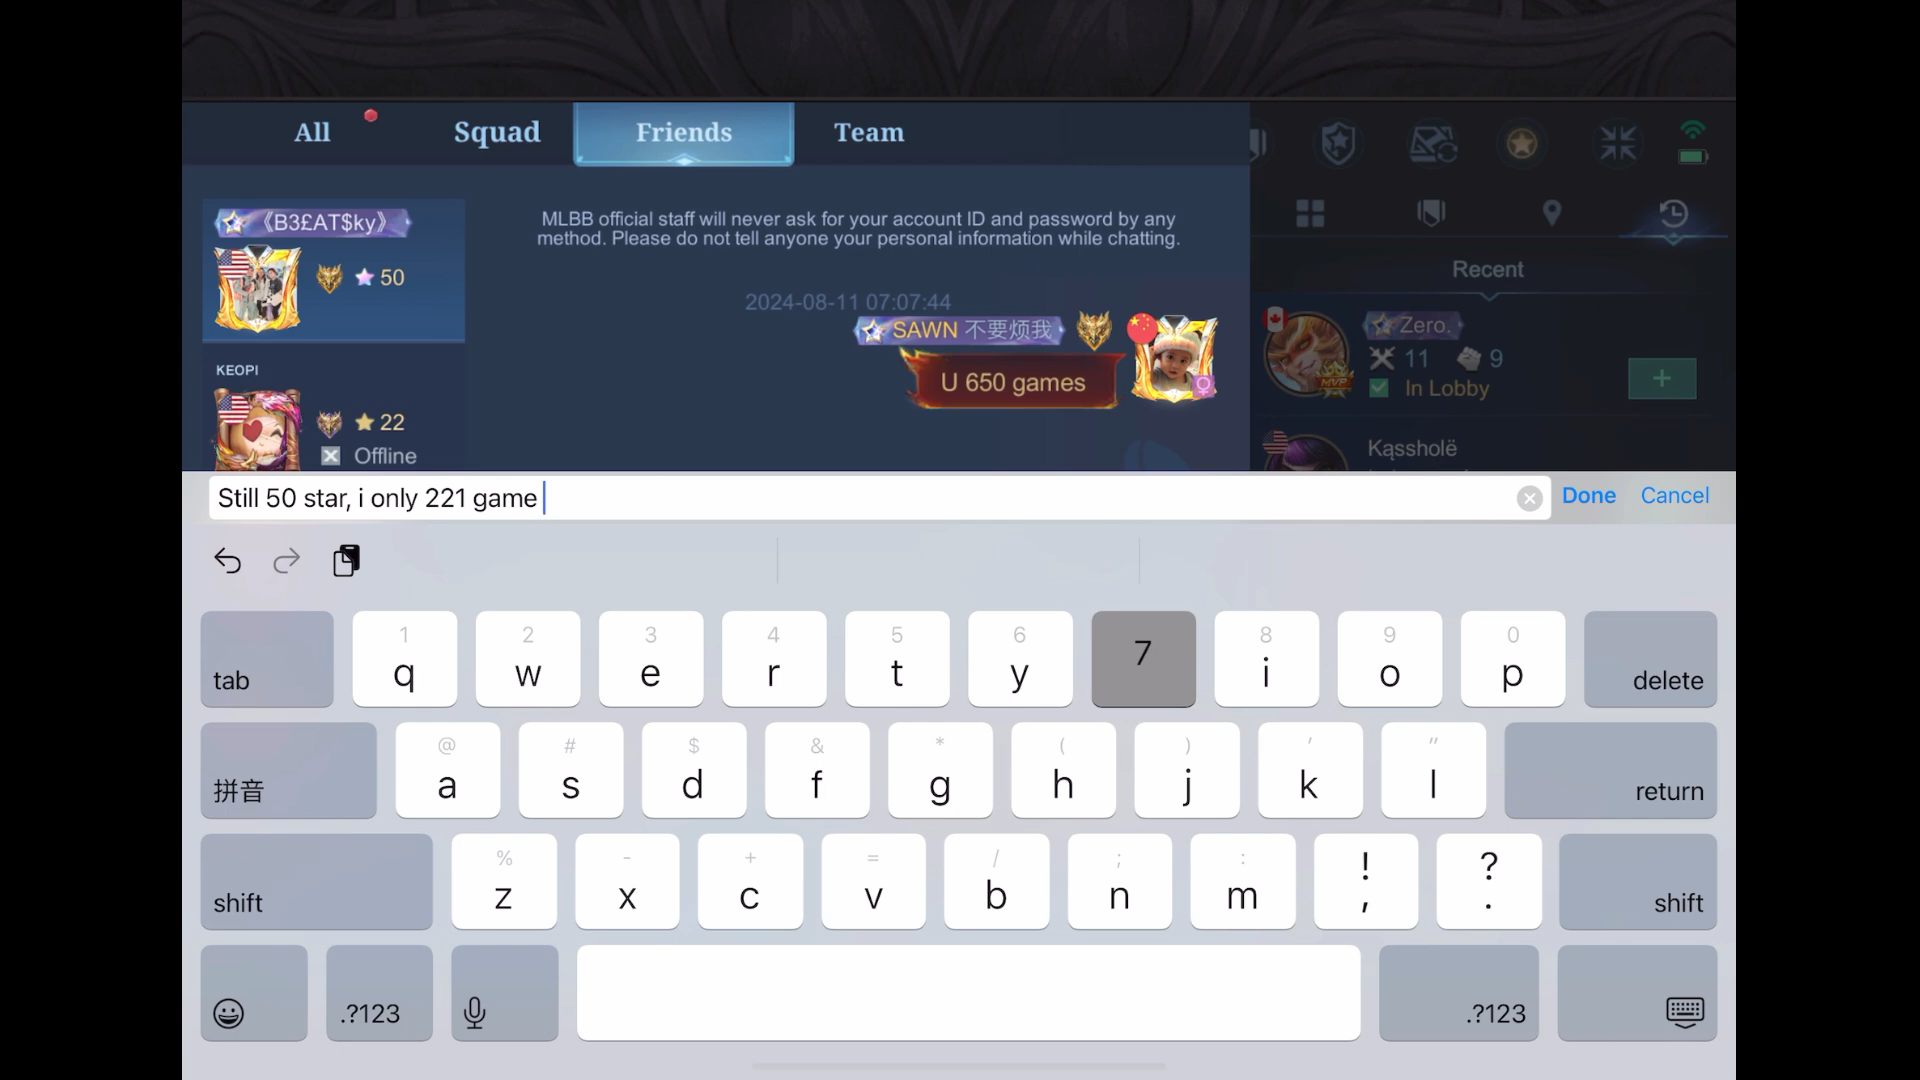 All
Squad
Friends
Team
《B3£AT$ky》
50
KEOPI
22
Offline
MLBB official staff will never ask for your account ID and password by any
method. Please do not tell anyone your personal information while chatting.
2024-08-11 07:07:44
SAWN 不要烦我
U 650 games
Recent
Zero.
11 9
MVP
In Lobby
+
Kąssholë
Still 50 star, i only 221 game
Done
Cancel
1 2 3 4 5 6 7 8 9 0
tab q w e r t y i o p delete
@ # $ & * ( ) ' "
拼音 a s d f g h j k l return
% - + = / ; : ! ?
shift z x c v b n m , . shift
.?123
.?123